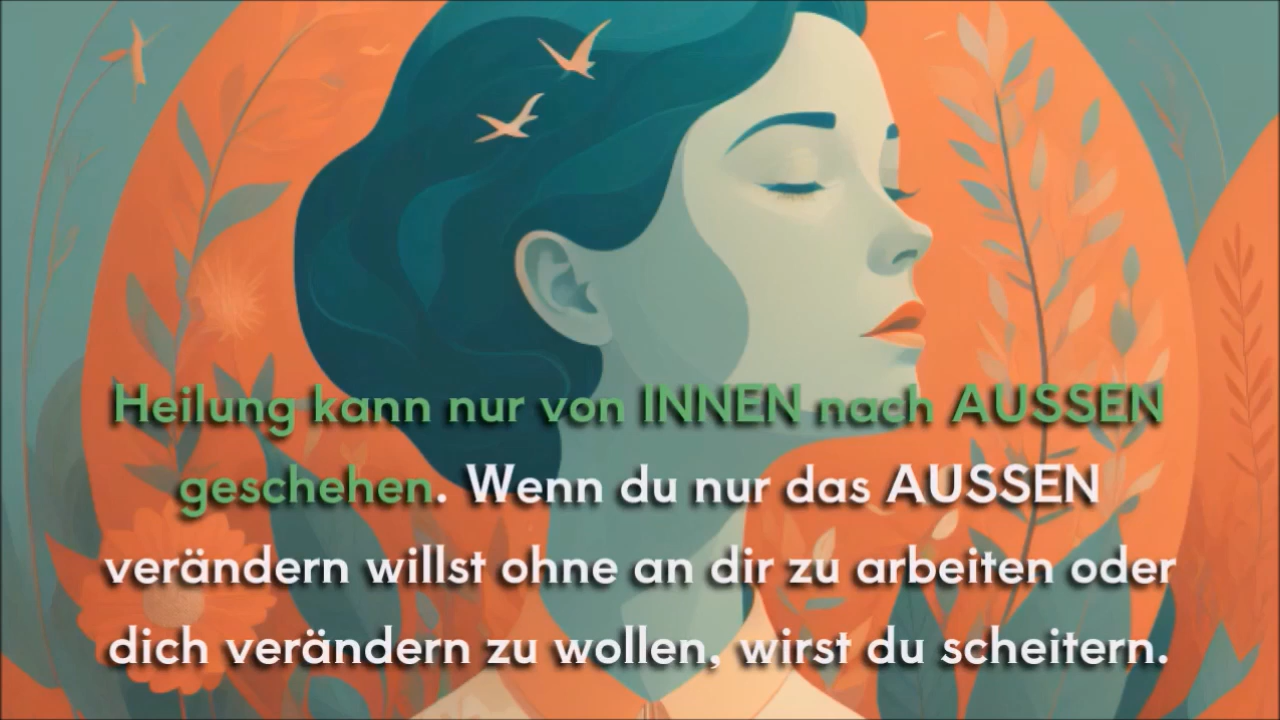 Heilung kann nur von INNEN nach AUSSEN
geschehen. Wenn du nur das AUSSEN
verändern willst ohne an dir zu arbeiten oder
dich verändern zu wollen, wirst du scheitern.